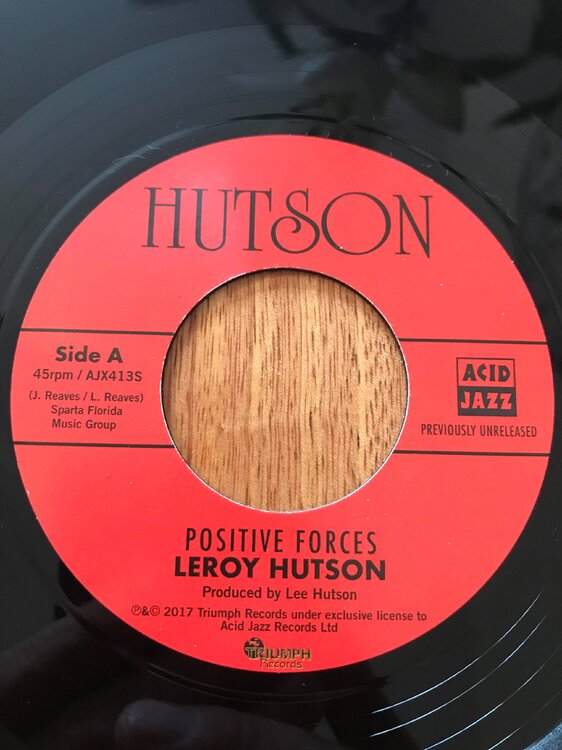 HUTSON
Side A
45rpm / AJX413S
(J. Reaves / L. Reaves)
Sparta Florida
Music Group
ACID
JAZZ
PREVIOUSLY UNRELEASED
POSITIVE FORCES
LEROY HUTSON
Produced by Lee Hutson
℗&© 2017 Triumph Records under exclusive license to
Acid Jazz Records Ltd
TRIUMPH
Records